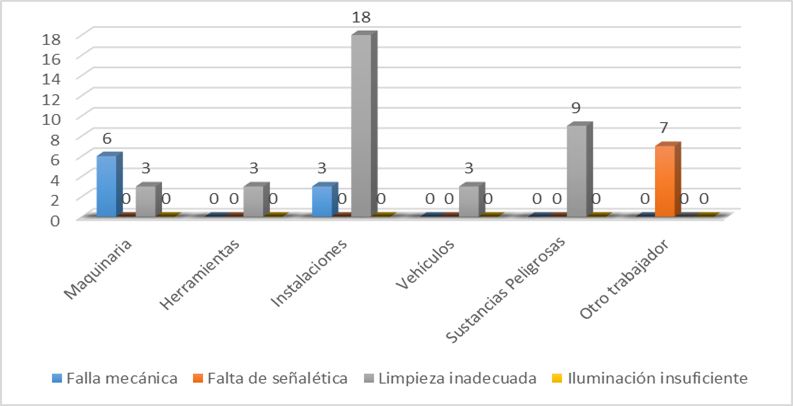 18
18
16
14
12
10
9
8
7
6
6
4
3 3 3 3
2
0 0 0 0 0 0 0 0 0 0 0 0 0 0 0 0 0
0
Maquinaria
Herramientas
Instalaciones
Vehículos
Sustancias Peligrosas
Otro trabajador
Falla mecánica Falta de señalética Limpieza inadecuada Iluminación insuficiente